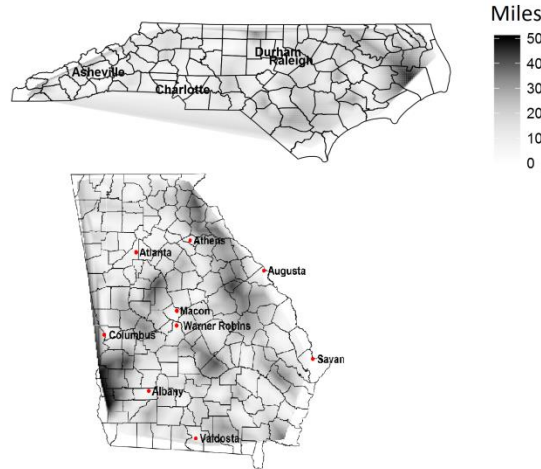 Miles
50
40
30
20
10
0
Durham
Raleigh
Asheville
Charlotte
Athens
Atlanta
Augusta
Macon
Warner Robins
Columbus
Savan
Albany
Valdosta